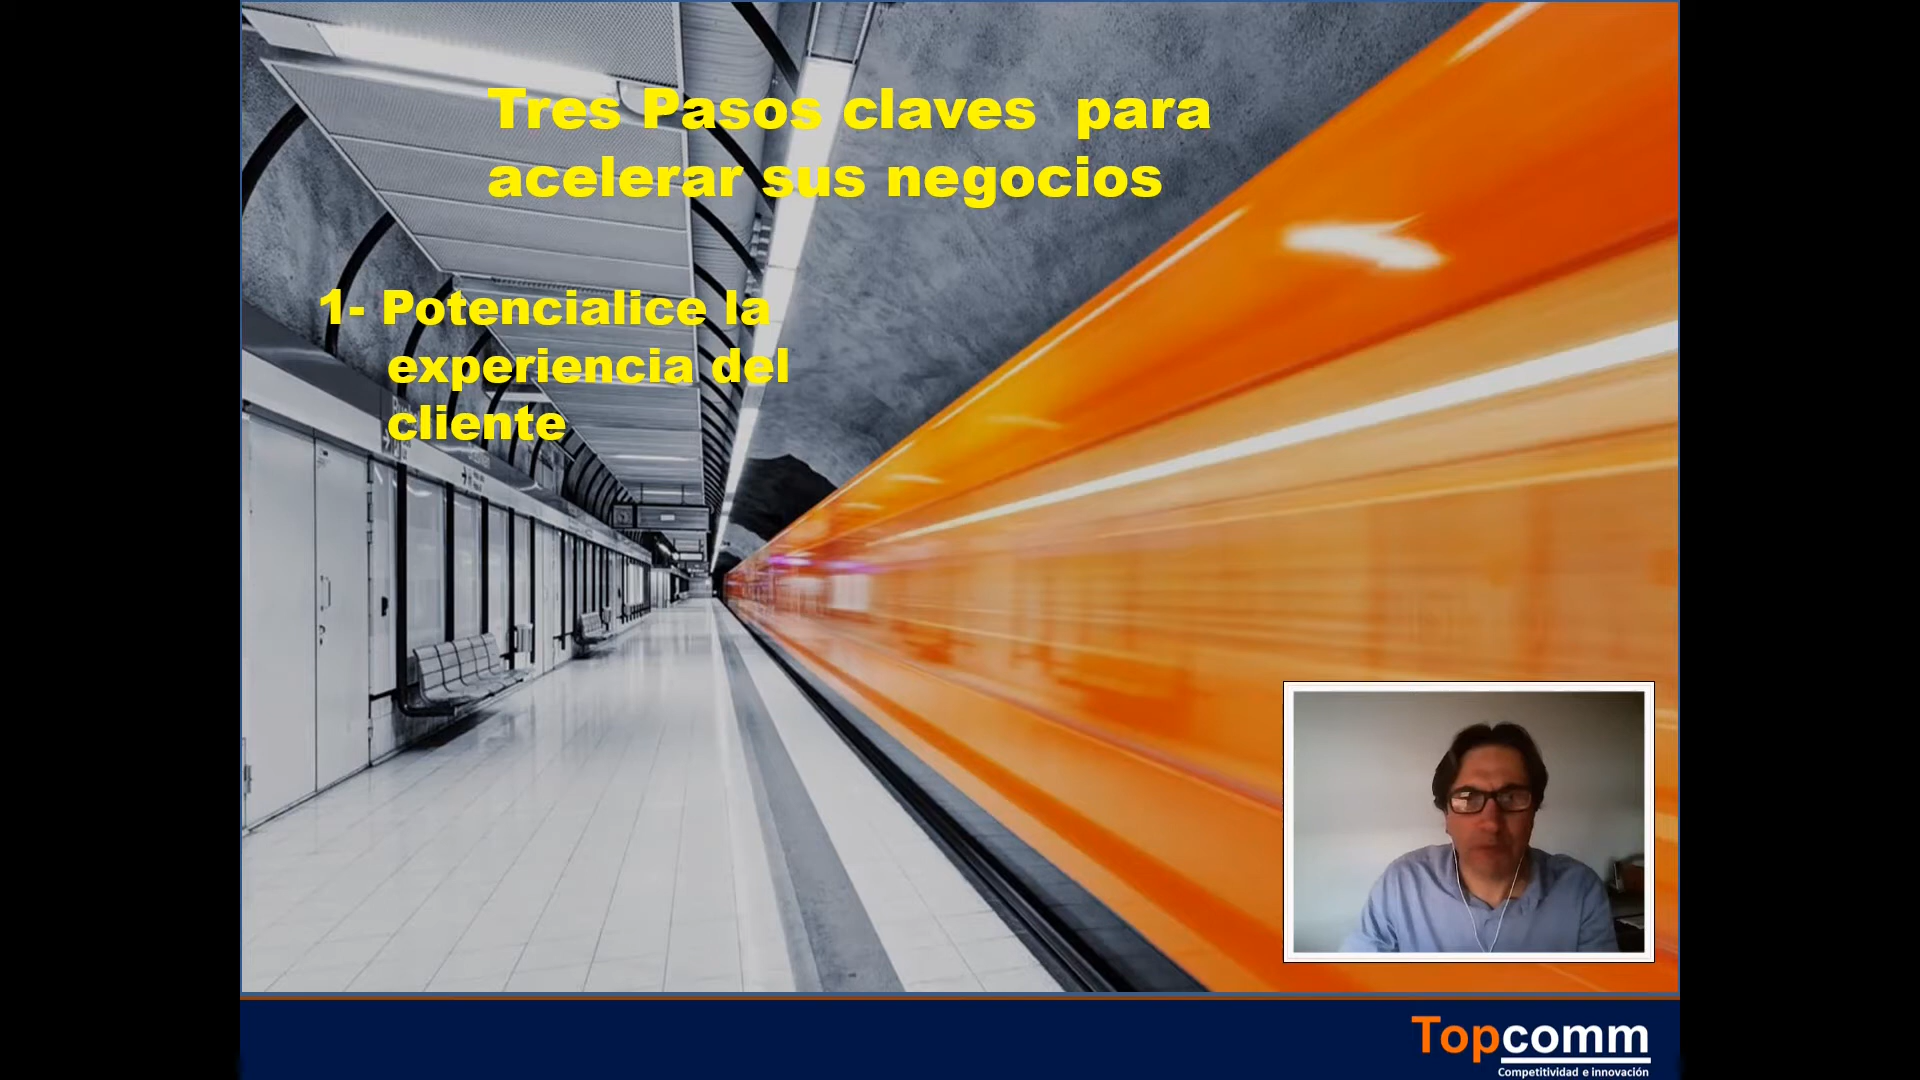 Tres Pasos claves  para
acelerar sus negocios
1- Potencialice la
experiencia del
cliente
Topcomm
Competitividad e innovación